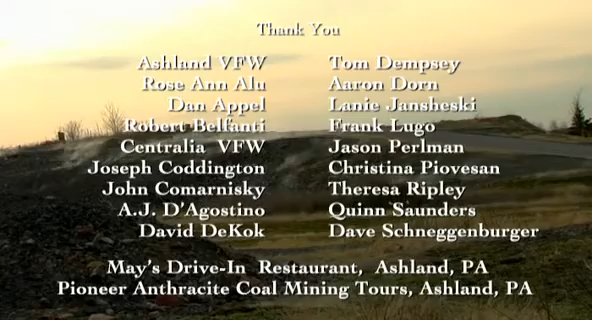 Thank You
Ashland VFW Tom Dempsey
Rose Ann Alu Aaron Dorn
Dan Appel Lanie Jansheski
Robert Belfanti Frank Lugo
Centralia VFW Jason Perlman
Joseph Coddington Christina Piovesan
John Comarnisky Theresa Ripley
A.J. D'Agostino Quinn Saunders
David DeKok Dave Schneggenburger
May's Drive-In Restaurant, Ashland, PA
Pioneer Anthracite Coal Mining Tours, Ashland, PA